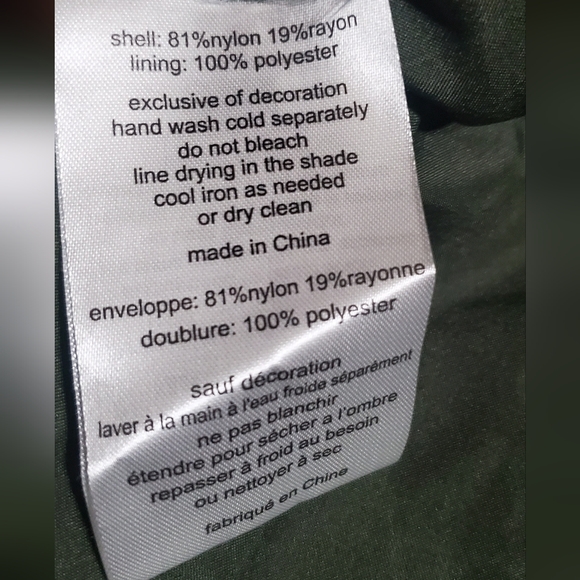 shell: 81%nylon 19%rayon
lining: 100% polyester
exclusive of decoration
hand wash cold separately
do not bleach
line drying in the shade
cool iron as needed
or dry clean
made in China
enveloppe: 81%nylon 19%rayonne
doublure: 100% polyester
sauf décoration
laver à la main à l'eau froide séparément
ne pas blanchir
étendre pour sécher a l'ombre
repasser à froid au besoin
ou nettoyer à sec
fabriqué en Chine